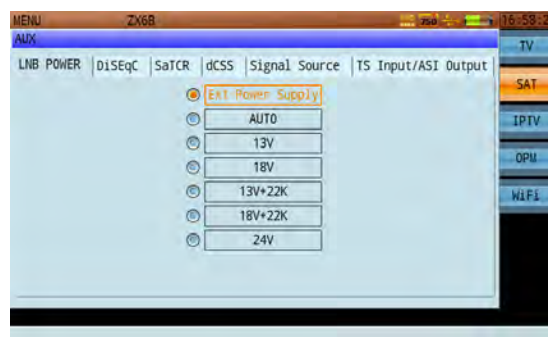 MENU ZX6B 750 16:58:2
AUX
TV
LNB POWER DiSEqC SaTCR dCSS Signal Source TS Input/ASI Output
SAT
Ext Power Supply
AUTO
IPTV
13V
18V
OPM
13V+22K
WiFi
18V+22K
24V